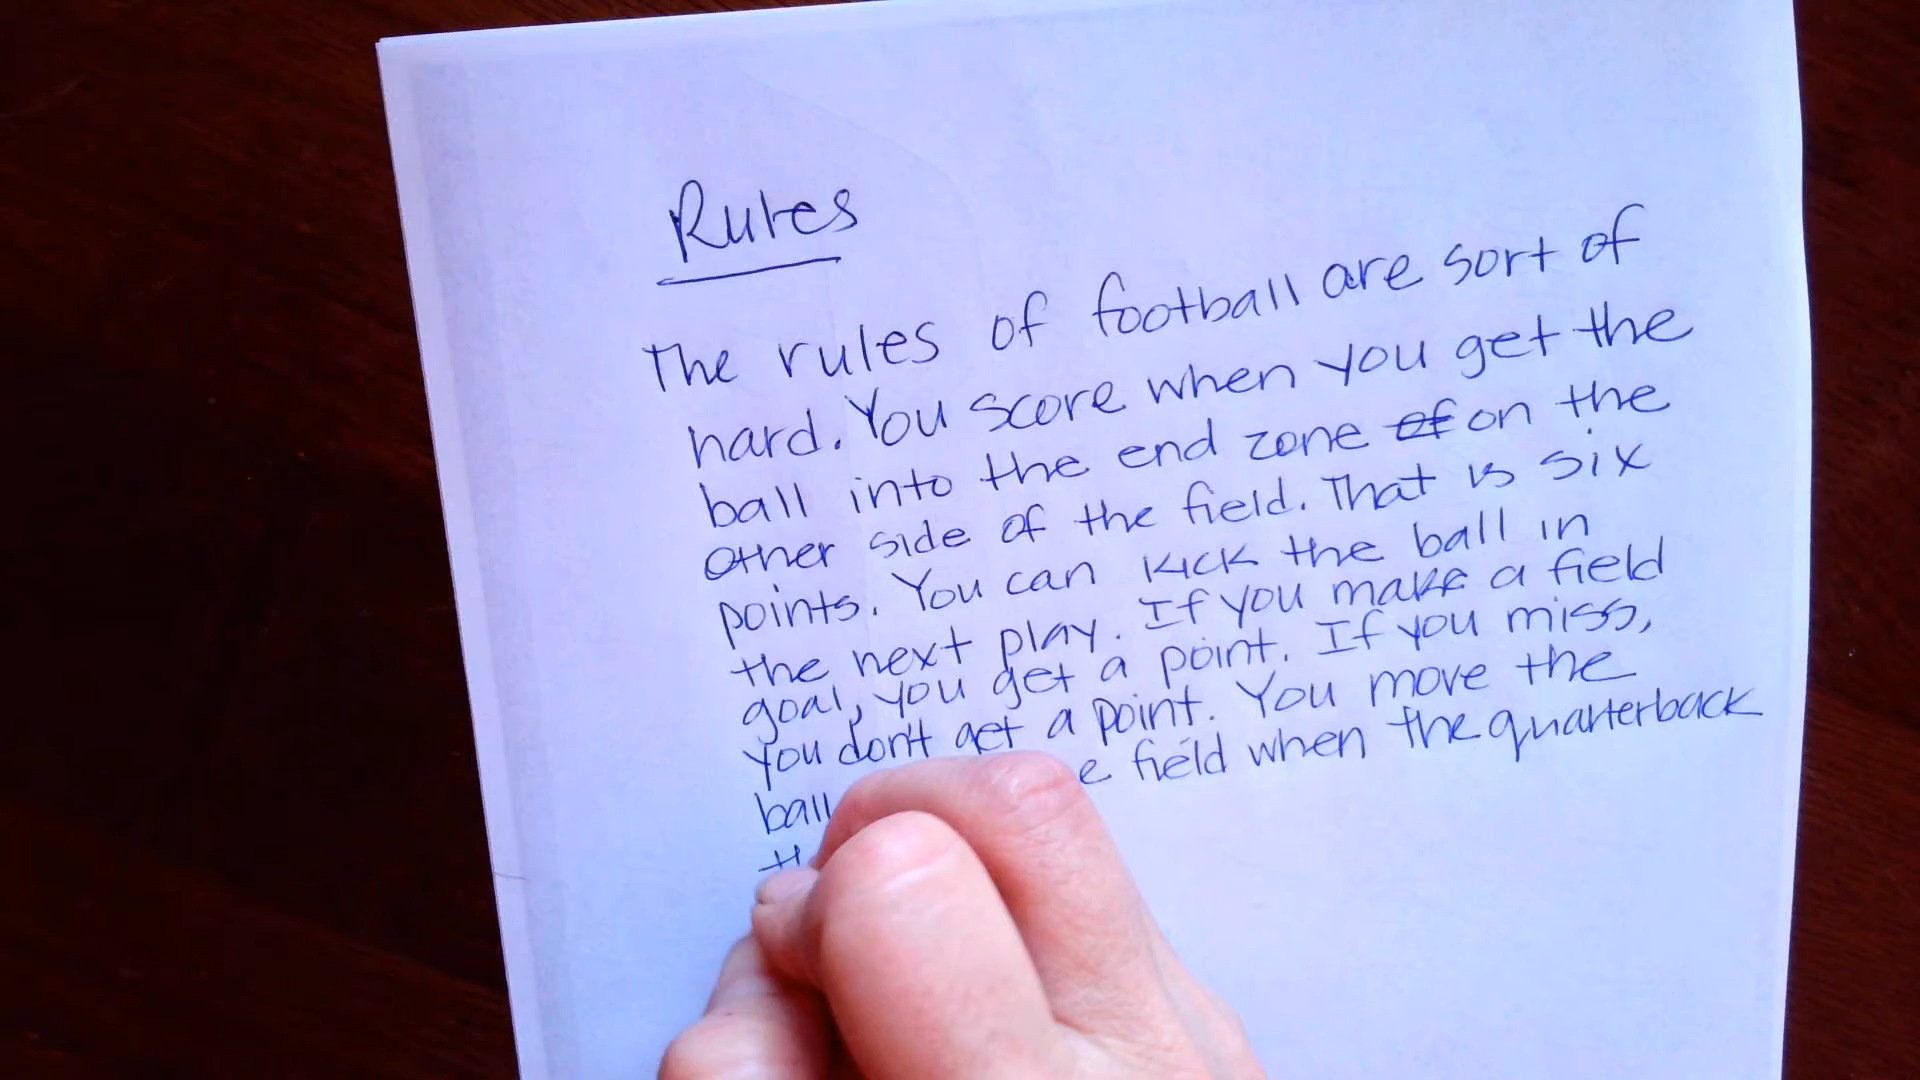 Rules
The rules of football are sort of
hard. You score when you get the
ball into the end zone of on the
other side of the field. That is six
points. You can kick the ball in
the next play. If you make a field
goal, you get a point. If you miss,
you don't get a point. You move the
ball field when the quarterback